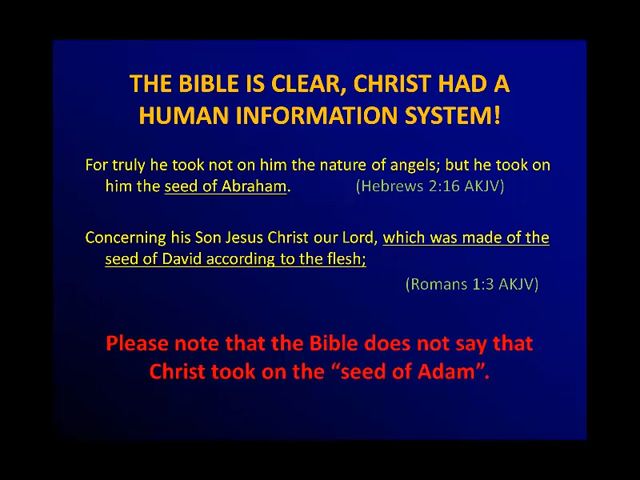 THE BIBLE IS CLEAR, CHRIST HAD A
HUMAN INFORMATION SYSTEM!
For truly he took not on him the nature of angels; but he took on
him the seed of Abraham. (Hebrews 2:16 AKJV)
Concerning his Son Jesus Christ our Lord, which was made of the
seed of David according to the flesh;
(Romans 1:3 AKJV)
Please note that the Bible does not say that
Christ took on the “seed of Adam”.